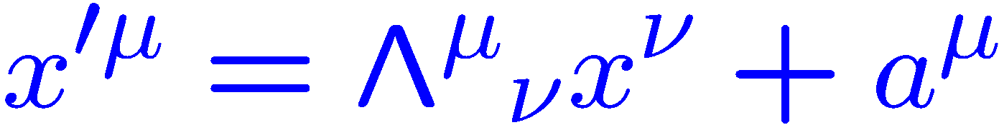 x′^μ = Λ^μ_ν x^ν + a^μ